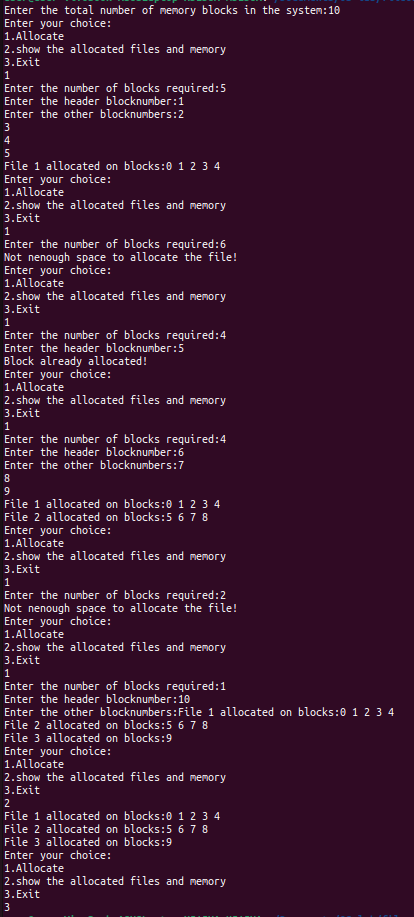 Enter the total number of memory blocks in the system:10
Enter your choice:
1.Allocate
2.show the allocated files and memory
3.Exit
1
Enter the number of blocks required:5
Enter the header blocknumber:1
Enter the other blocknumbers:2
3
4
5
File 1 allocated on blocks:0 1 2 3 4
Enter your choice:
1.Allocate
2.show the allocated files and memory
3.Exit
1
Enter the number of blocks required:6
Not nenough space to allocate the file!
Enter your choice:
1.Allocate
2.show the allocated files and memory
3.Exit
1
Enter the number of blocks required:4
Enter the header blocknumber:5
Block already allocated!
Enter your choice:
1.Allocate
2.show the allocated files and memory
3.Exit
1
Enter the number of blocks required:4
Enter the header blocknumber:6
Enter the other blocknumbers:7
8
9
File 1 allocated on blocks:0 1 2 3 4
File 2 allocated on blocks:5 6 7 8
Enter your choice:
1.Allocate
2.show the allocated files and memory
3.Exit
1
Enter the number of blocks required:2
Not nenough space to allocate the file!
Enter your choice:
1.Allocate
2.show the allocated files and memory
3.Exit
1
Enter the number of blocks required:1
Enter the header blocknumber:10
Enter the other blocknumbers:File 1 allocated on blocks:0 1 2 3 4
File 2 allocated on blocks:5 6 7 8
File 3 allocated on blocks:9
Enter your choice:
1.Allocate
2.show the allocated files and memory
3.Exit
2
File 1 allocated on blocks:0 1 2 3 4
File 2 allocated on blocks:5 6 7 8
File 3 allocated on blocks:9
Enter your choice:
1.Allocate
2.show the allocated files and memory
3.Exit
3